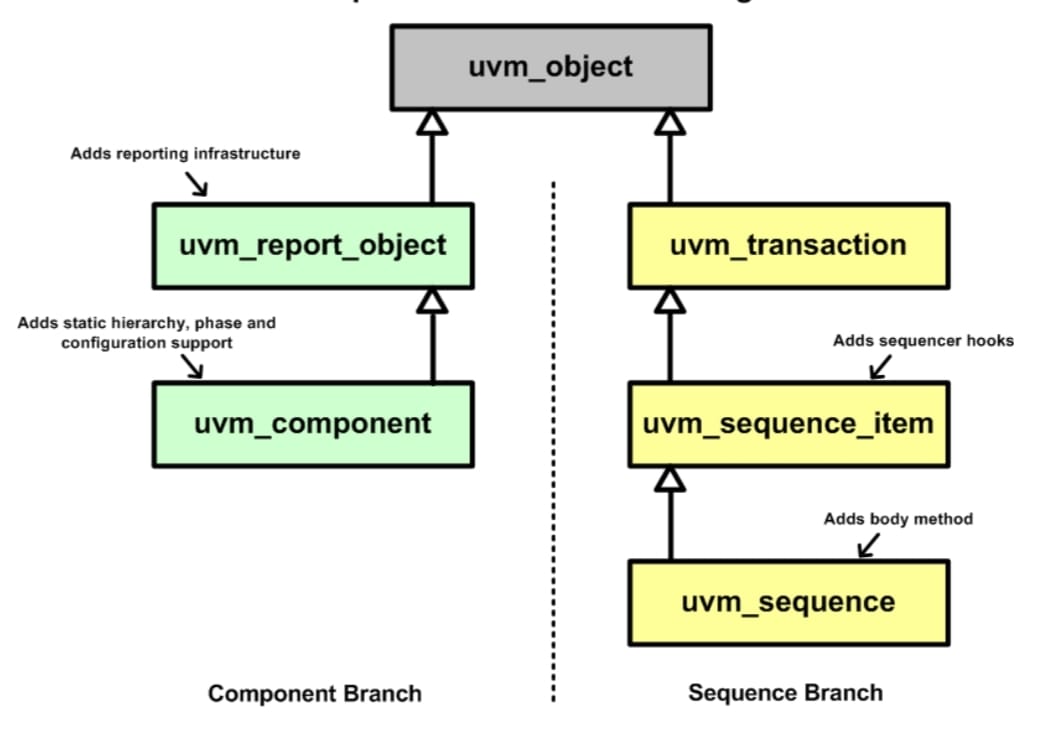 uvm_object
Adds reporting infrastructure
uvm_report_object
uvm_transaction
Adds static hierarchy, phase and
configuration support
Adds sequencer hooks
uvm_component
uvm_sequence_item
Adds body method
uvm_sequence
Component Branch
Sequence Branch